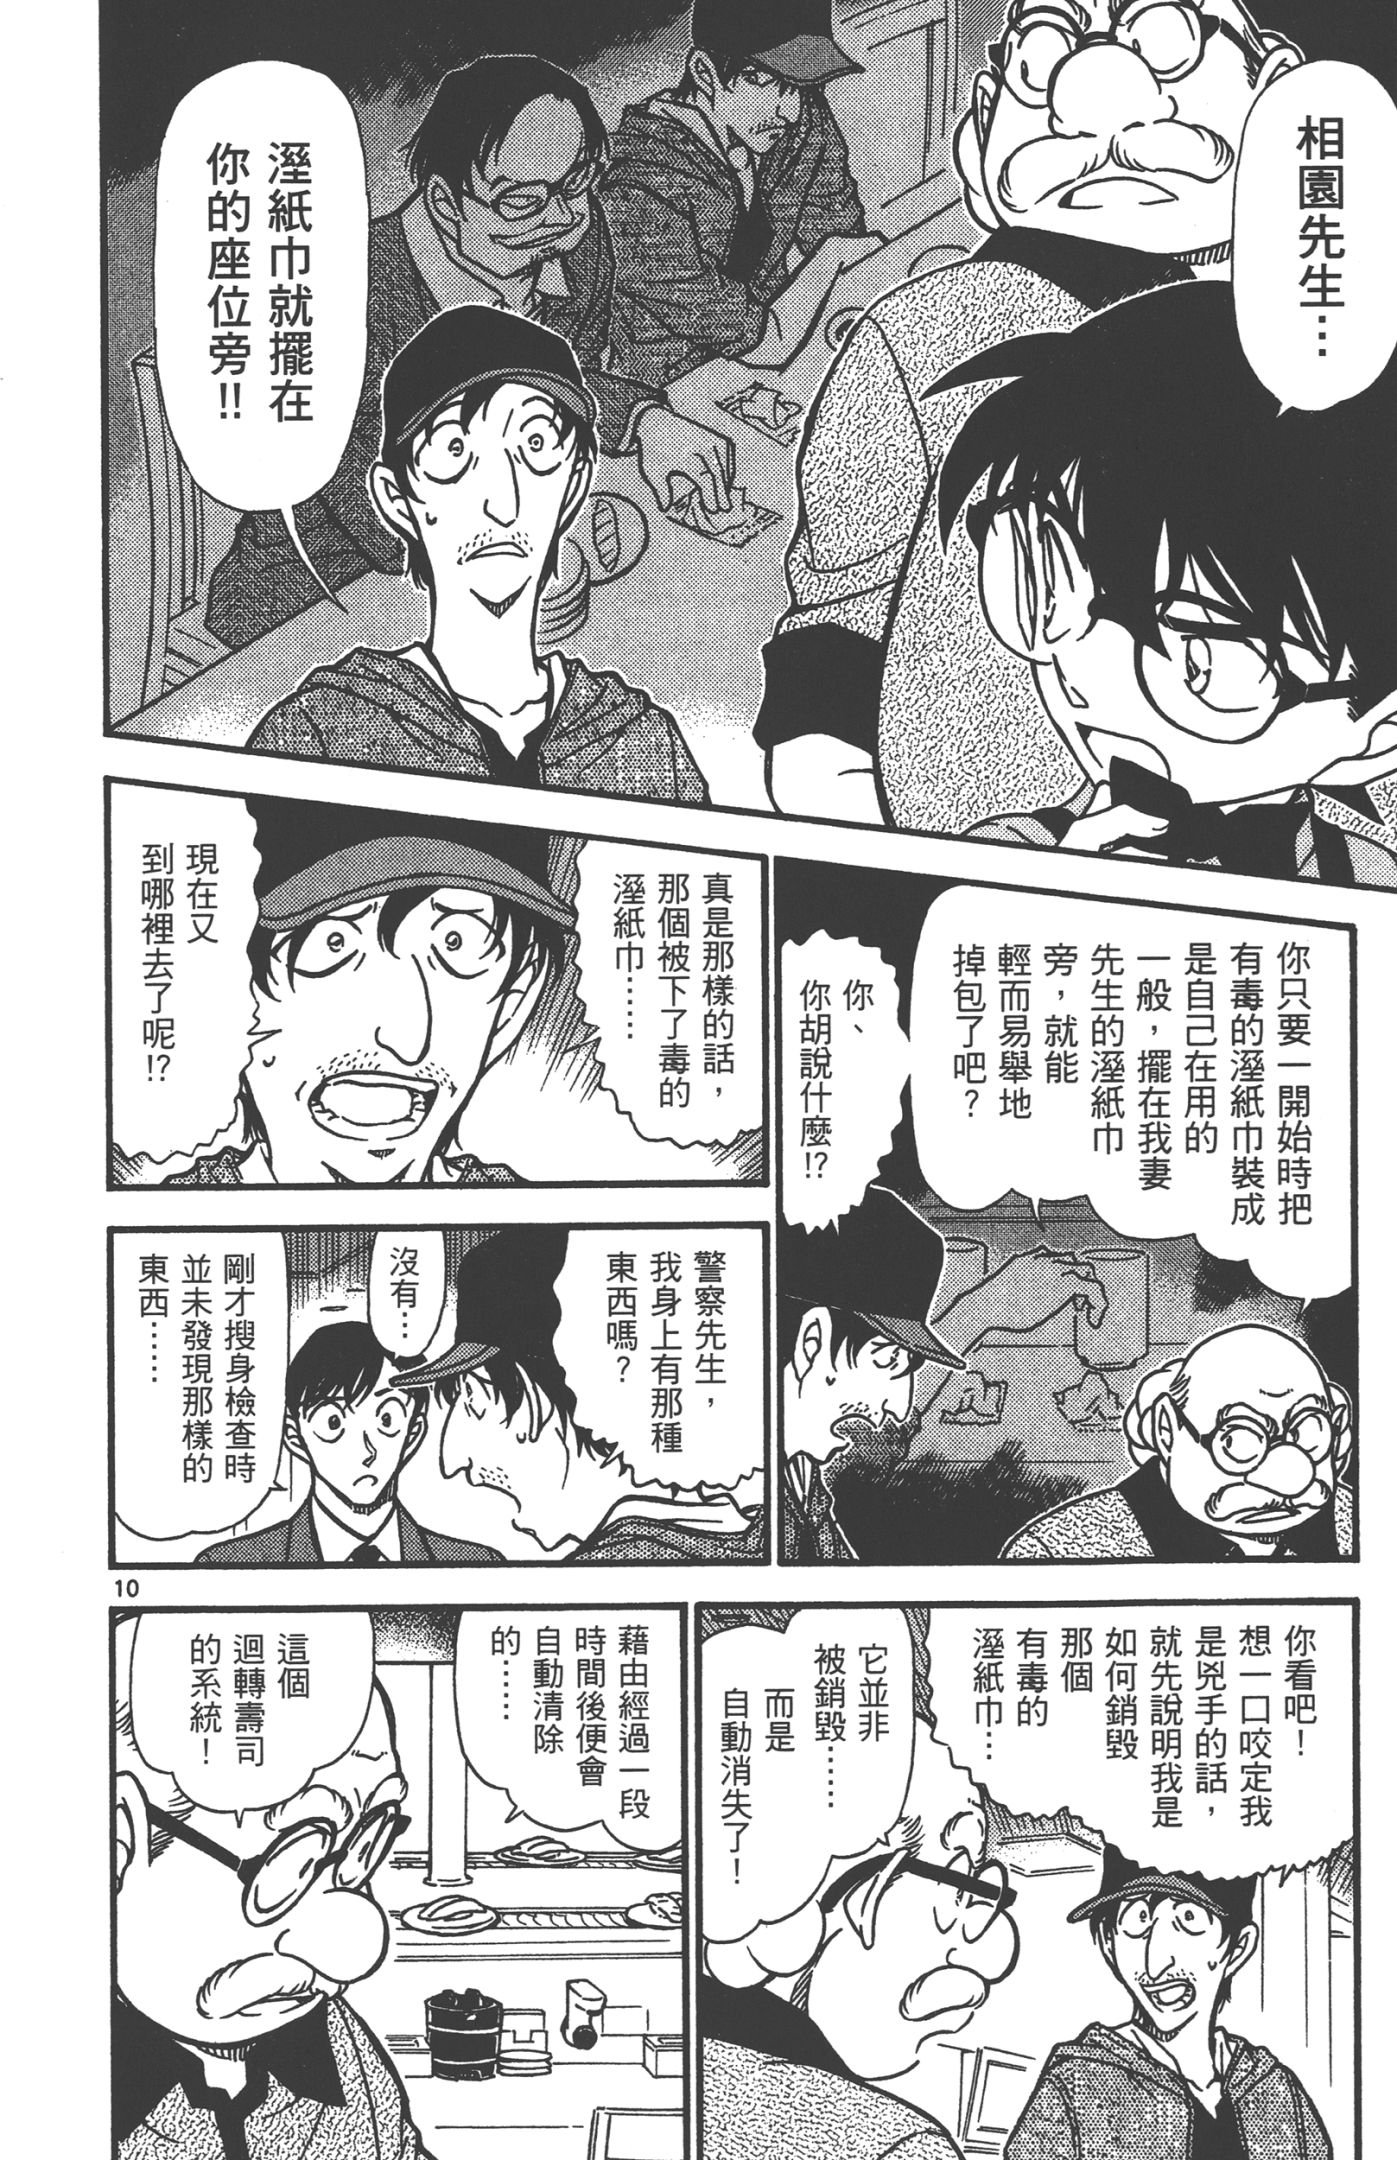 相園先生…
溼紙巾就擺在
你的座位旁!!
你只要一開始時把
有毒的溼紙巾裝成
是自己在用的
一般，擺在我妻
先生的溼紙巾
旁，就能
輕而易舉地
掉包了吧？
你、
你胡說什麼!?
真是那樣的話，
那個被下了毒的
溼紙巾……
現在又
到哪裡去了呢!?
警察先生，
我身上有那種
東西嗎？
沒有…
剛才搜身檢查時
並未發現那樣的
東西……
10
你看吧！
想一口咬定我
是兇手的話，
就先說明我是
如何銷毀
那個
有毒的
溼紙巾…
它並非
被銷毀……
而是
自動消失了！
藉由經過一段
時間後便會
自動清除
的……
這個
迴轉壽司
的系統！